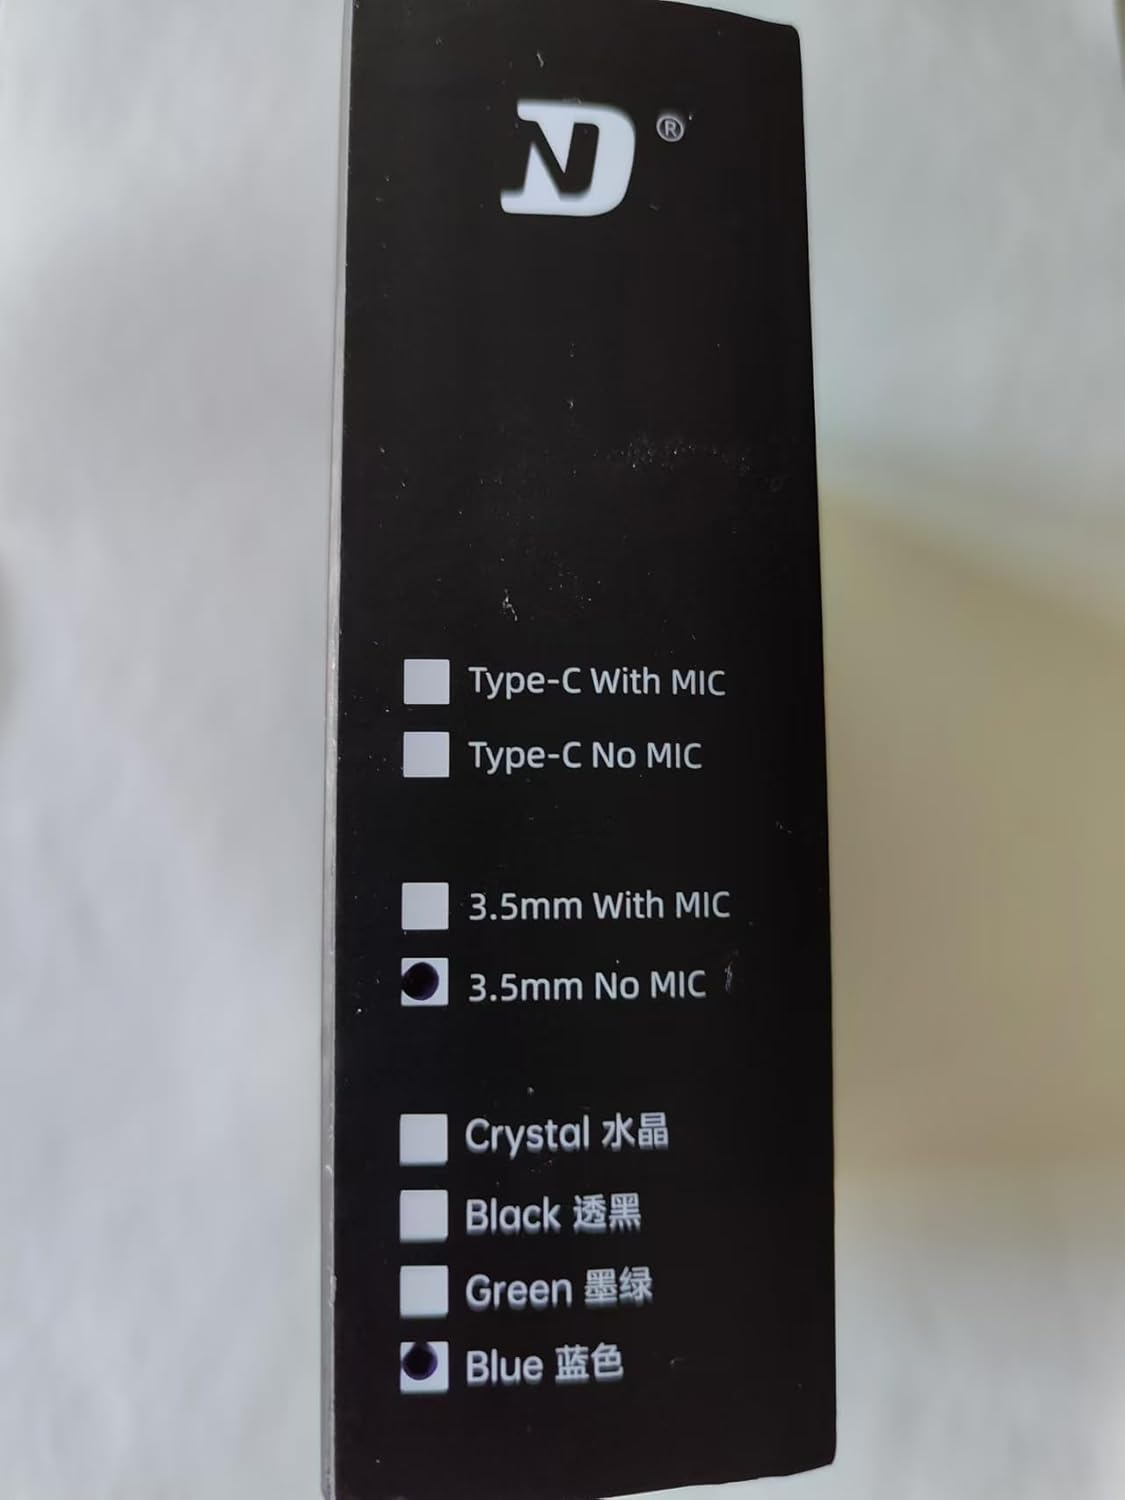 ND®
Type-C With MIC
Type-C No MIC
3.5mm With MIC
3.5mm No MIC
Crystal 水晶
Black 透黑
Green 墨绿
Blue 蓝色